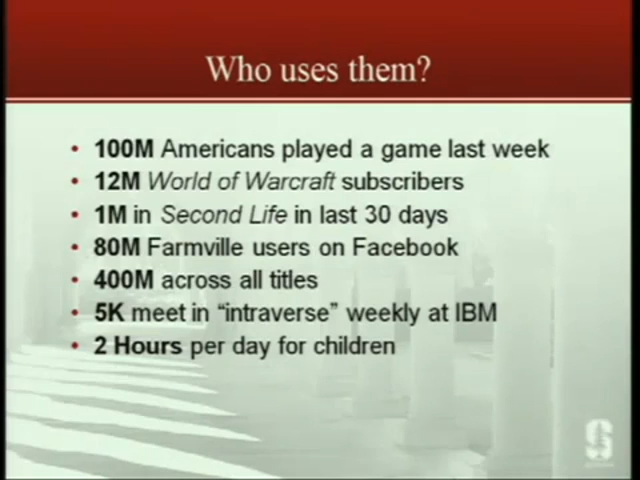 Who uses them?
• 100M Americans played a game last week
• 12M World of Warcraft subscribers
• 1M in Second Life in last 30 days
• 80M Farmville users on Facebook
• 400M across all titles
• 5K meet in “intraverse” weekly at IBM
• 2 Hours per day for children